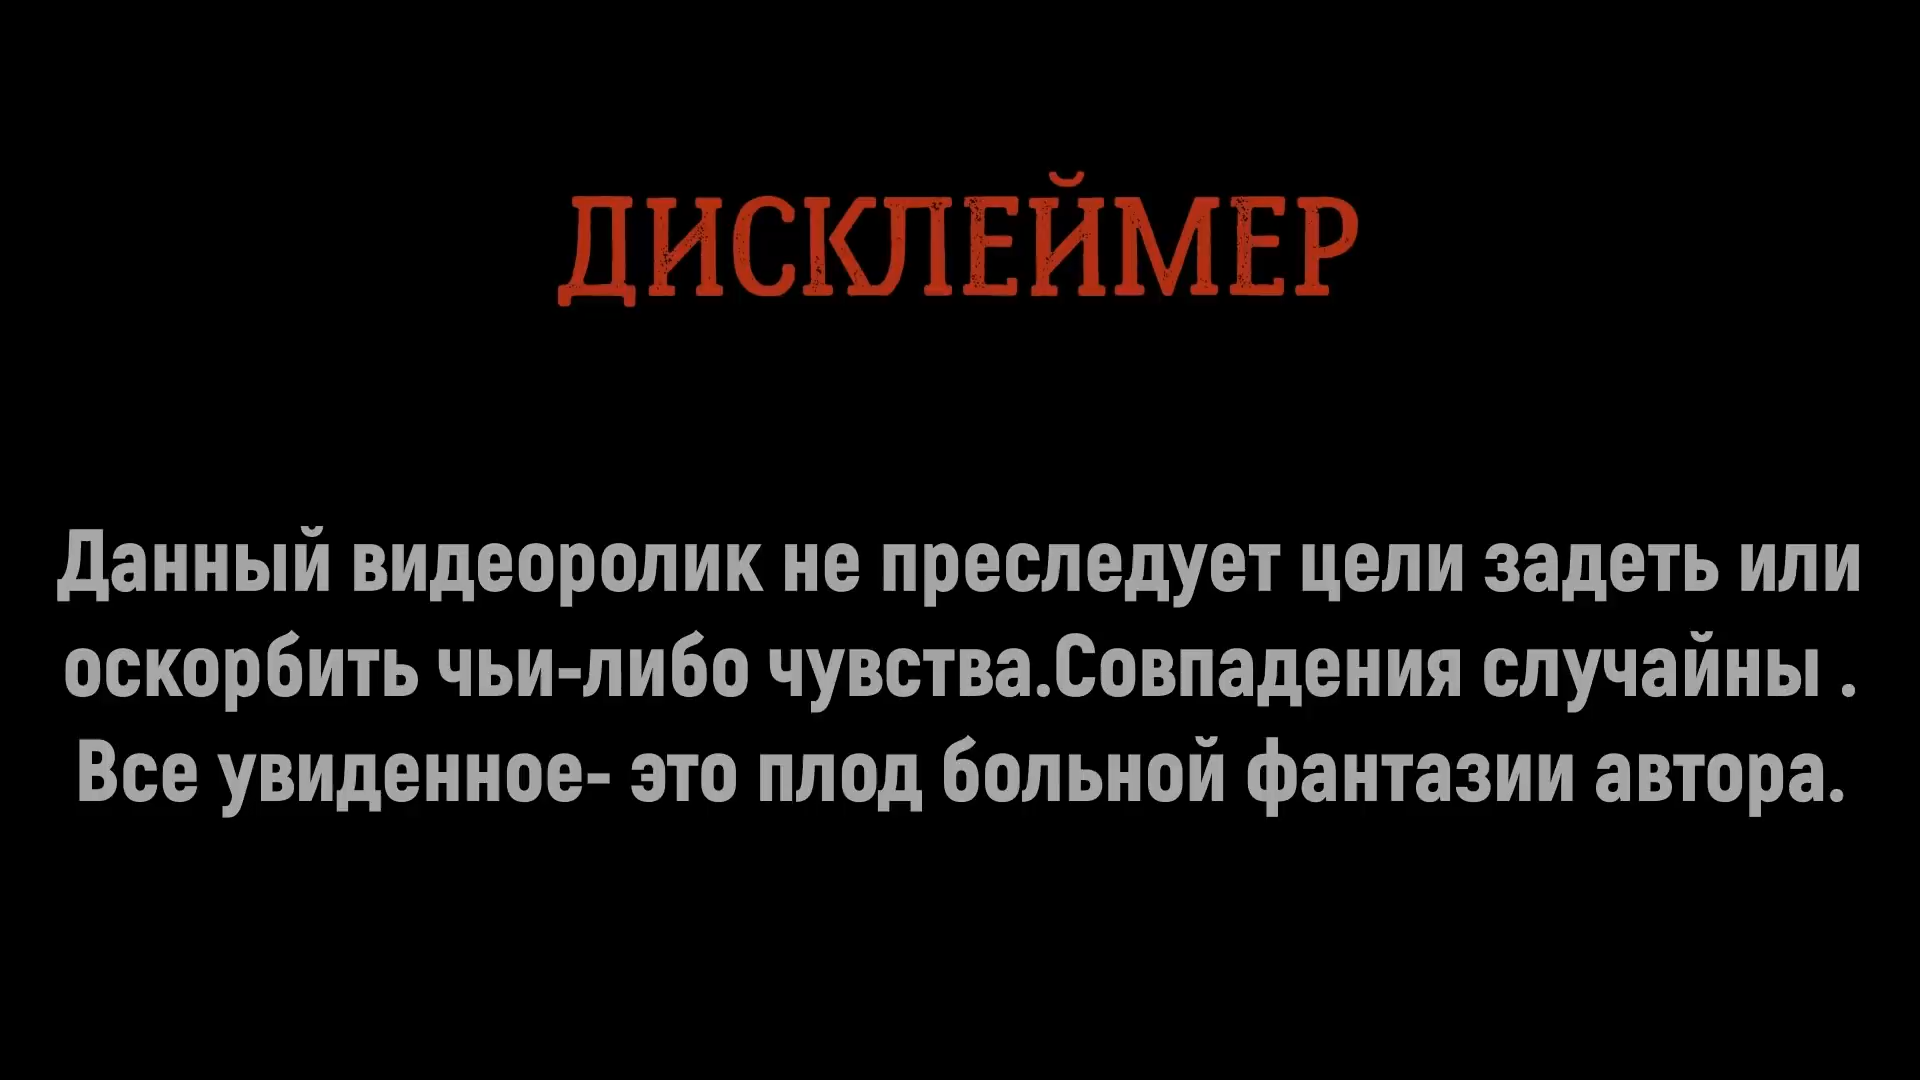 ДИСКЛЕЙМЕР
Данный видеоролик не преследует цели задеть или
оскорбить чьи-либо чувства.Совпадения случайны .
Все увиденное- это плод больной фантазии автора.